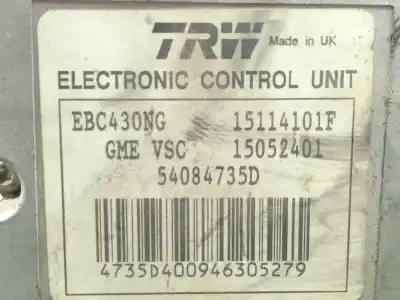 TRW Made in UK
ELECTRONIC CONTROL UNIT
EBC430NG 15114101F
GME VSC 15052401
54084735D
4735D400946305279